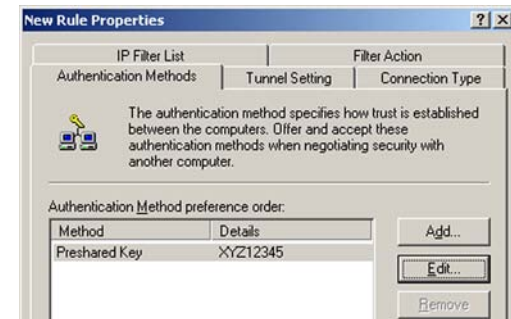 New Rule Properties
IP Filter List
Filter Action
Authentication Methods
Tunnel Setting
Connection Type
The authentication method specifies how trust is established
between the computers. Offer and accept these
authentication methods when negotiating security with
another computer.
Authentication Method preference order:
Method
Details
Add...
Preshared Key
XYZ12345
Edit...
Remove